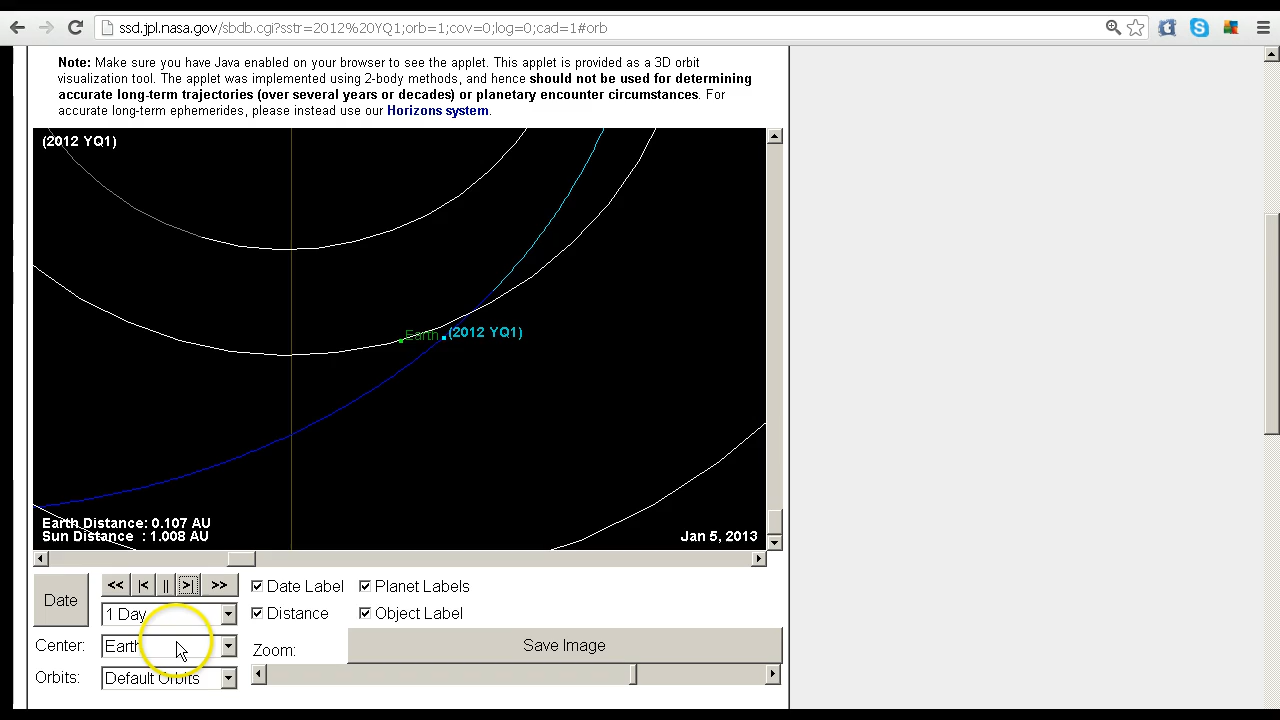 ssd.jpl.nasa.gov/sbdb.cgi?sstr=2012%20YQ1;orb=1;cov=0;log=0;cad=1#orb
Note: Make sure you have Java enabled on your browser to see the applet. This applet is provided as a 3D orbit
visualization tool. The applet was implemented using 2-body methods, and hence should not be used for determining
accurate long-term trajectories (over several years or decades) or planetary encounter circumstances. For
accurate long-term ephemerides, please instead use our Horizons system.
(2012 YQ1)
Earth (2012 YQ1)
Earth Distance: 0.107 AU
Sun Distance : 1.008 AU
Jan 5, 2013
Date
<< |< || >| >>
Date Label
Planet Labels
1 Day
Distance
Object Label
Center:
Earth
Zoom:
Save Image
Orbits:
Default Orbits